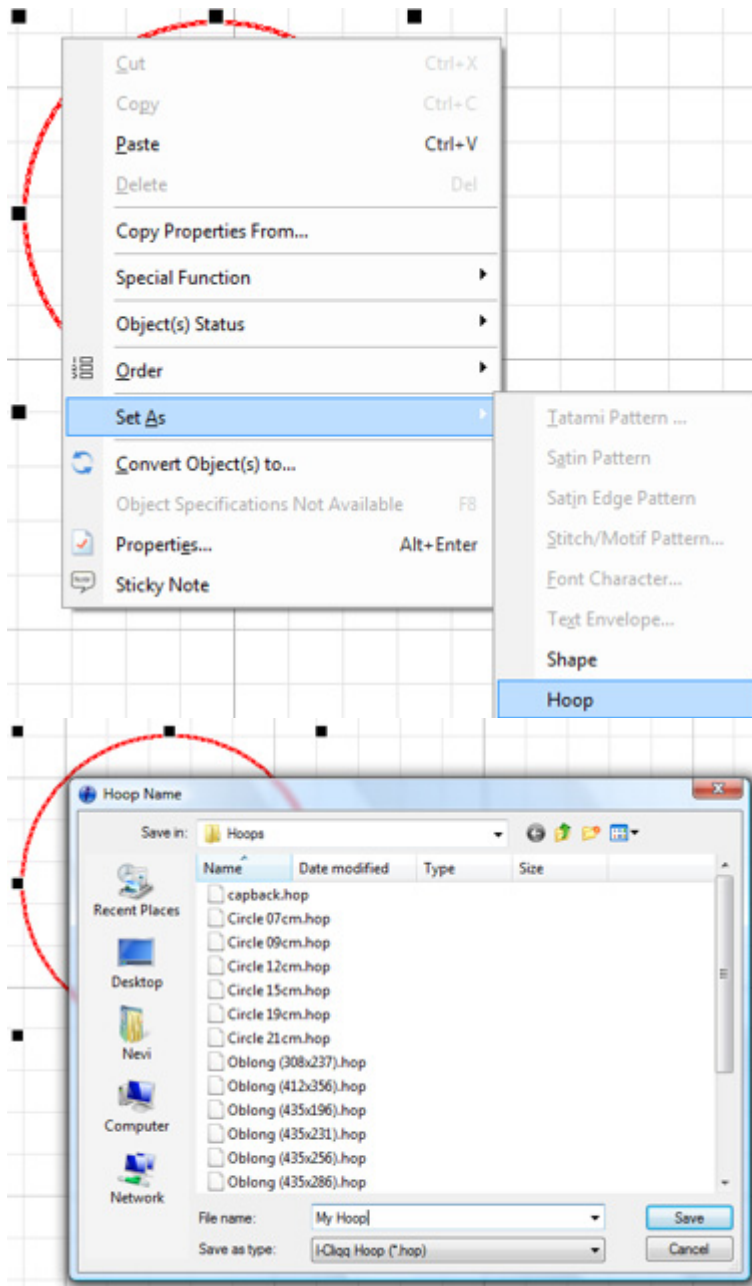 Cut Ctrl+X
Copy Ctrl+C
Paste Ctrl+V
Delete Del
Copy Properties From...
Special Function
Object(s) Status
Order
Set As
Convert Object(s) to...
Object Specifications Not Available F8
Properties... Alt+Enter
Sticky Note
Tatami Pattern ...
Satin Pattern
Satin Edge Pattern
Stitch/Motif Pattern...
Font Character...
Text Envelope...
Shape
Hoop
Hoop Name
Save in: Hoops
Name Date modified Type Size
Recent Places
Desktop
Nevi
Computer
Network
capback.hop
Circle 07cm.hop
Circle 09cm.hop
Circle 12cm.hop
Circle 15cm.hop
Circle 19cm.hop
Circle 21cm.hop
Oblong (308x237).hop
Oblong (412x356).hop
Oblong (435x196).hop
Oblong (435x231).hop
Oblong (435x256).hop
Oblong (435x286).hop
File name: My Hoop Save
Save as type: I-Cliqq Hoop (*.hop) Cancel